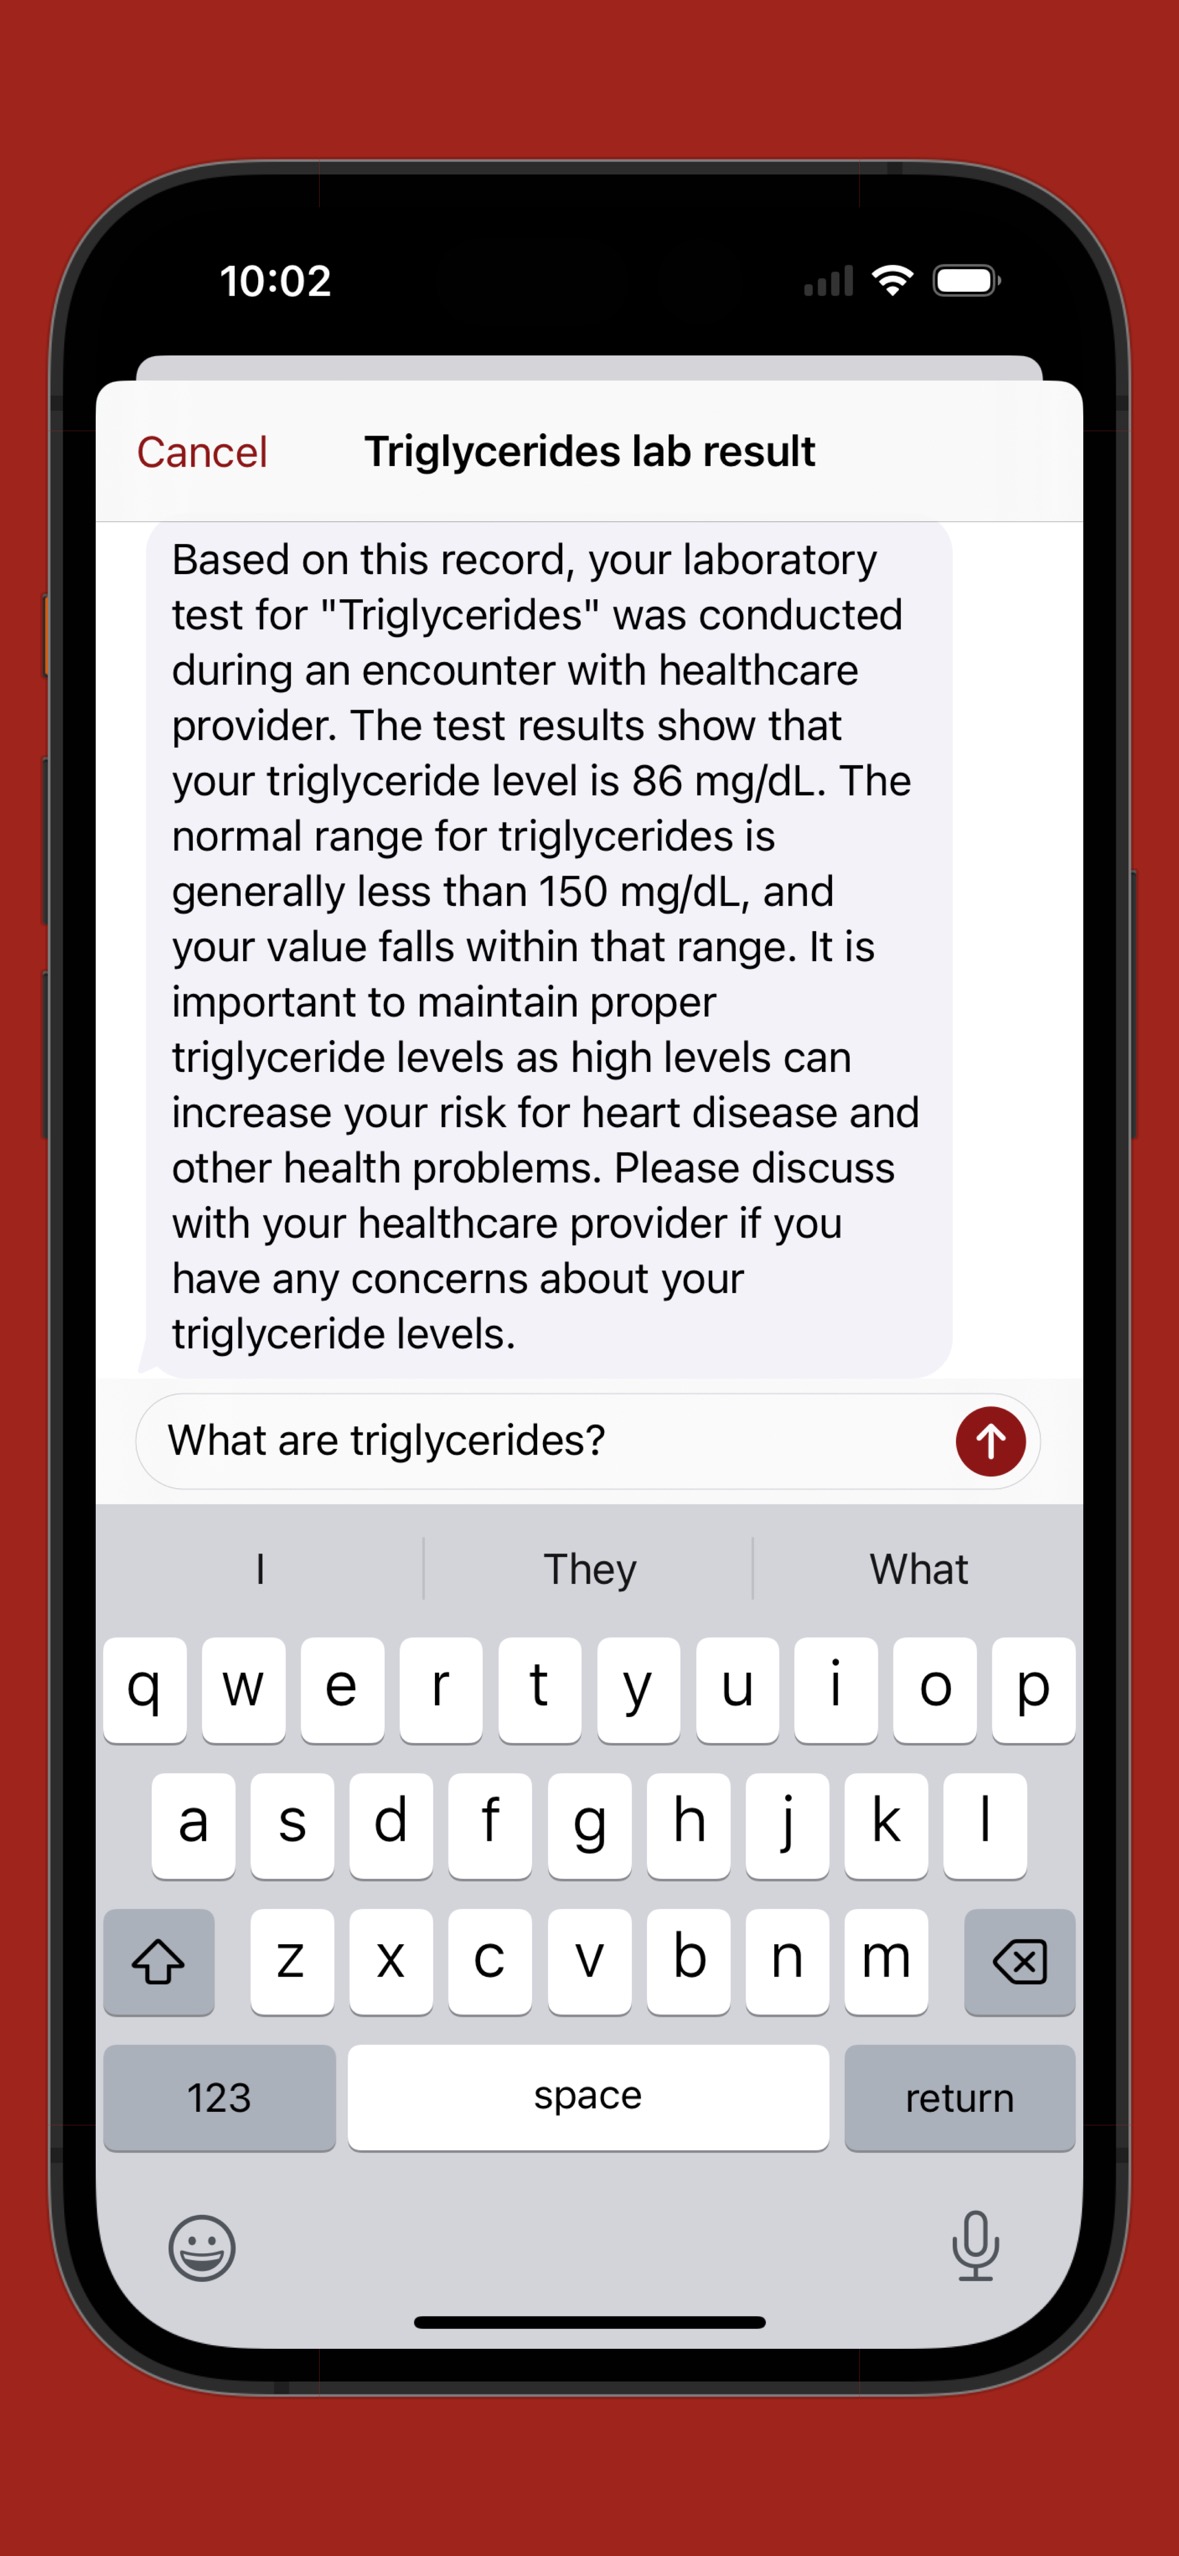 10:02
Cancel
Triglycerides lab result
Based on this record, your laboratory
test for "Triglycerides" was conducted
during an encounter with healthcare
provider. The test results show that
your triglyceride level is 86 mg/dL. The
normal range for triglycerides is
generally less than 150 mg/dL, and
your value falls within that range. It is
important to maintain proper
triglyceride levels as high levels can
increase your risk for heart disease and
other health problems. Please discuss
with your healthcare provider if you
have any concerns about your
triglyceride levels.
What are triglycerides?
I They What
q w e r t y u i o p
a s d f g h j k l
z x c v b n m
123 space return